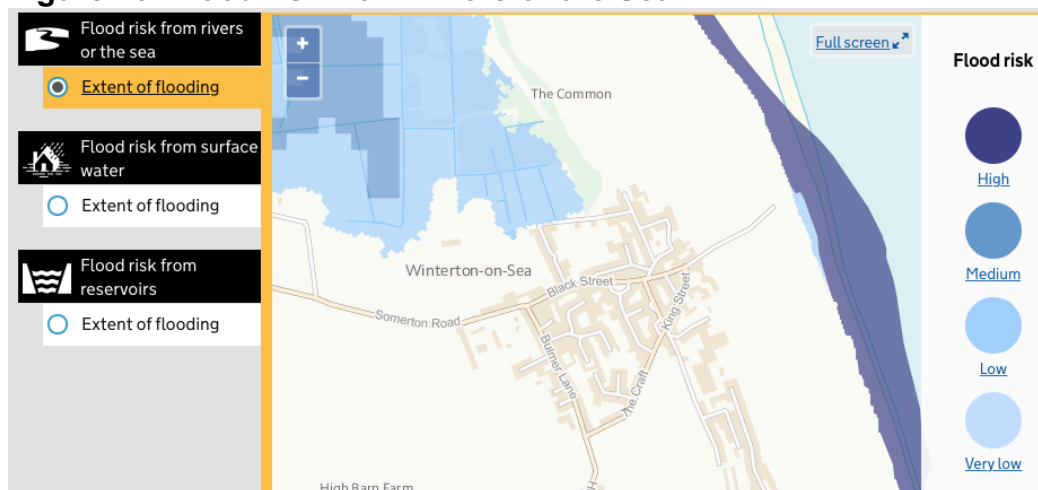 Flood risk from rivers
or the sea
Extent of flooding
Flood risk from surface
water
Extent of flooding
Flood risk from
reservoirs
Extent of flooding
+
−
Full screen
The Common
Winterton-on-Sea
Black Street
King Street
Somerton Road
Bulmer Lane
The Craft
High Barn Farm
Flood risk
High
Medium
Low
Very low